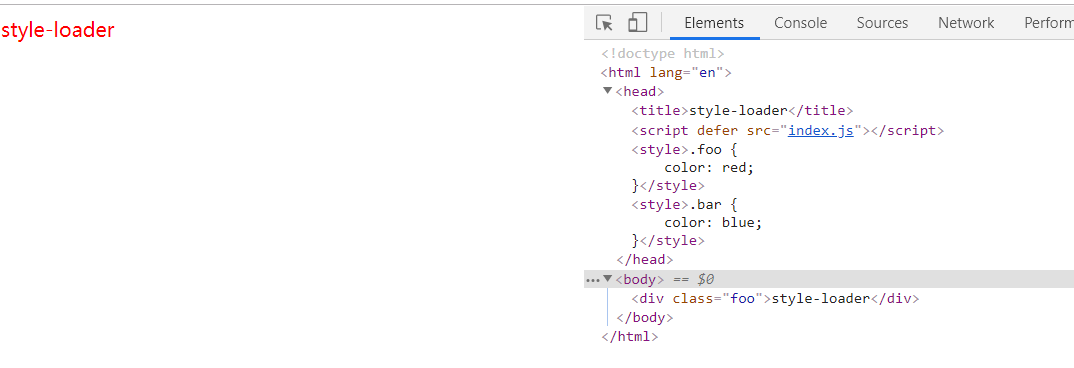 style-loader
Elements Console Sources Network Perform
<!doctype html>
<html lang="en">
<head>
<title>style-loader</title>
<script defer src="index.js"></script>
<style>.foo {
color: red;
}</style>
<style>.bar {
color: blue;
}</style>
</head>
<body> == $0
<div class="foo">style-loader</div>
</body>
</html>